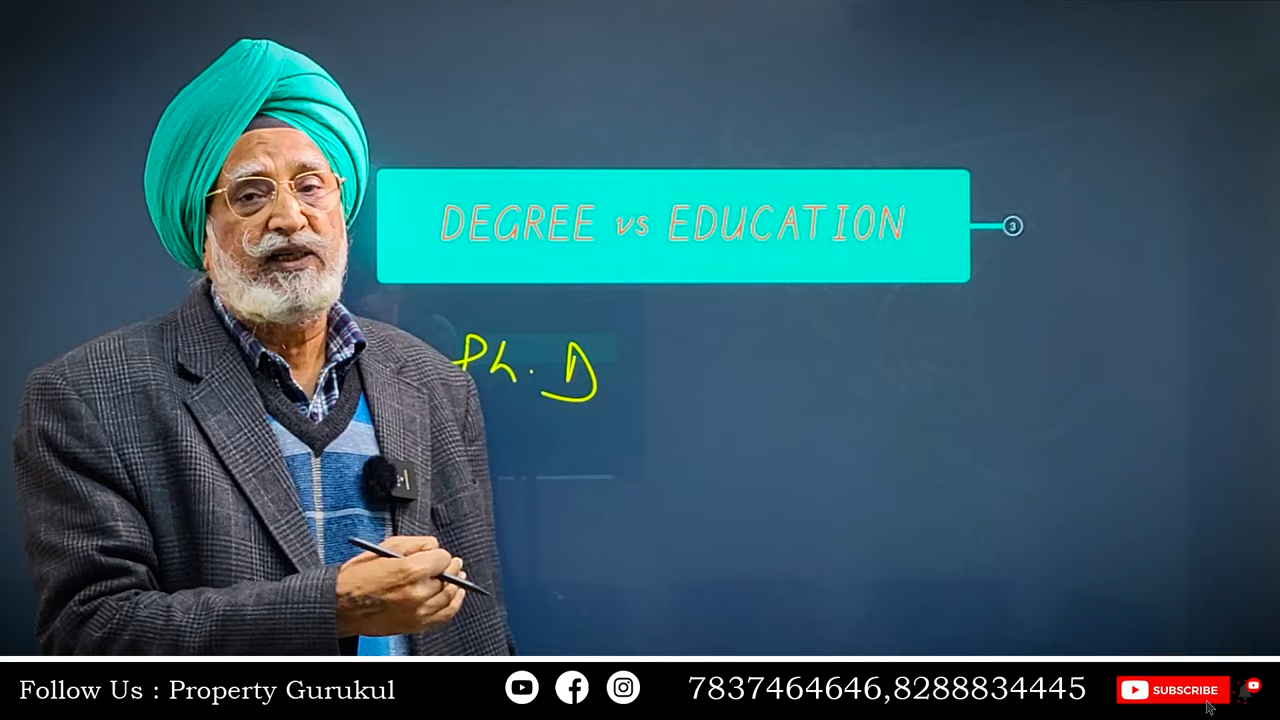 DEGREE vs EDUCATION
3
Ph. D
Follow Us : Property Gurukul
7837464646,8288834445
SUBSCRIBE